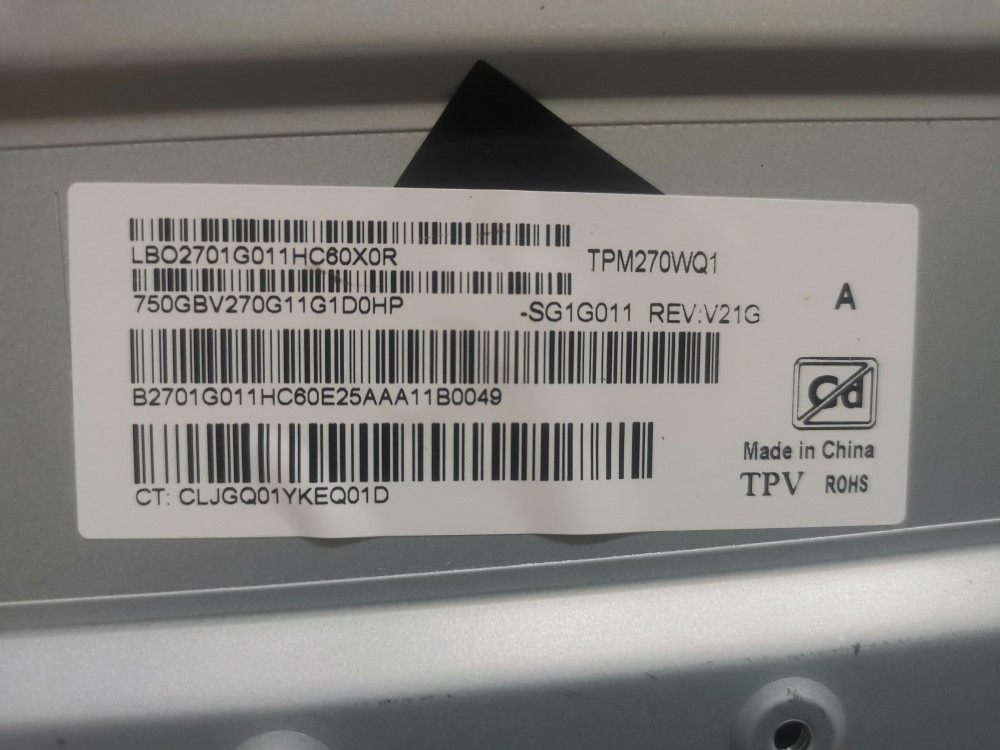 LBO2701G011HC60X0R
TPM270WQ1
750GBV270G11G1D0HP
-SG1G011 REV:V21G
A
B2701G011HC60E25AAA11B0049
Cd
CT: CLJGQ01YKEQ01D
Made in China
TPV ROHS